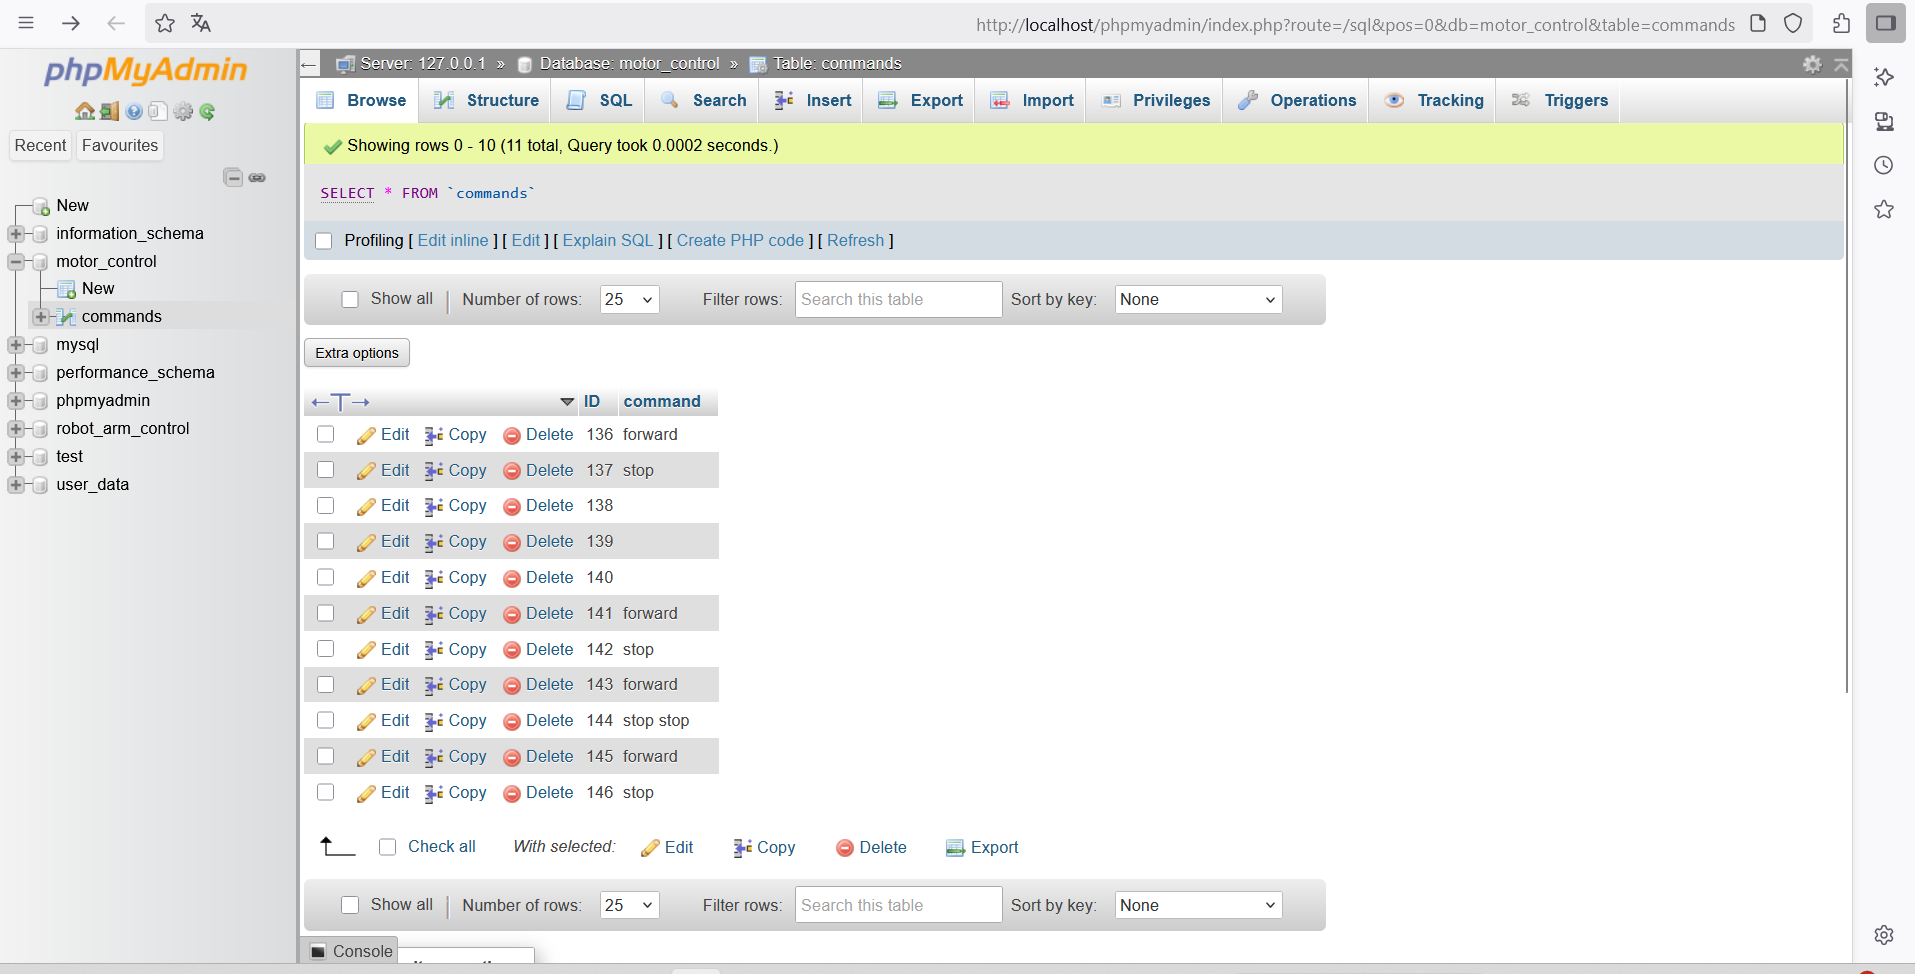 http://localhost/phpmyadmin/index.php?route=/sql&pos=0&db=motor_control&table=commands
phpMyAdmin
Recent Favourites
New
information_schema
motor_control
New
commands
mysql
performance_schema
phpmyadmin
robot_arm_control
test
user_data
Server: 127.0.0.1 » Database: motor_control » Table: commands
Browse Structure SQL Search Insert Export Import Privileges Operations Tracking Triggers
Showing rows 0 - 10 (11 total, Query took 0.0002 seconds.)
SELECT * FROM `commands`
Profiling [ Edit inline ] [ Edit ] [ Explain SQL ] [ Create PHP code ] [ Refresh ]
Show all Number of rows: 25 Filter rows: Search this table Sort by key: None
Extra options
ID command
Edit Copy Delete 136 forward
Edit Copy Delete 137 stop
Edit Copy Delete 138
Edit Copy Delete 139
Edit Copy Delete 140
Edit Copy Delete 141 forward
Edit Copy Delete 142 stop
Edit Copy Delete 143 forward
Edit Copy Delete 144 stop stop
Edit Copy Delete 145 forward
Edit Copy Delete 146 stop
Check all With selected: Edit Copy Delete Export
Show all Number of rows: 25 Filter rows: Search this table Sort by key: None
Console